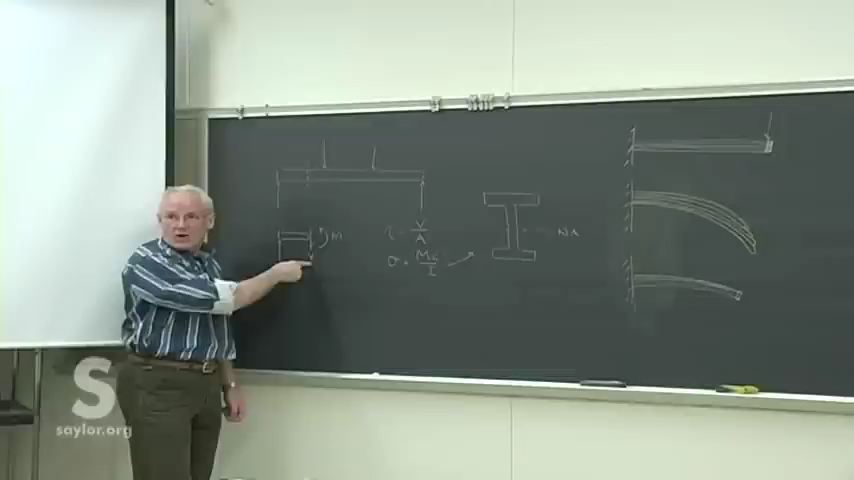 M
τ = V/A
σ = Mc/I
NA
S
saylor.org